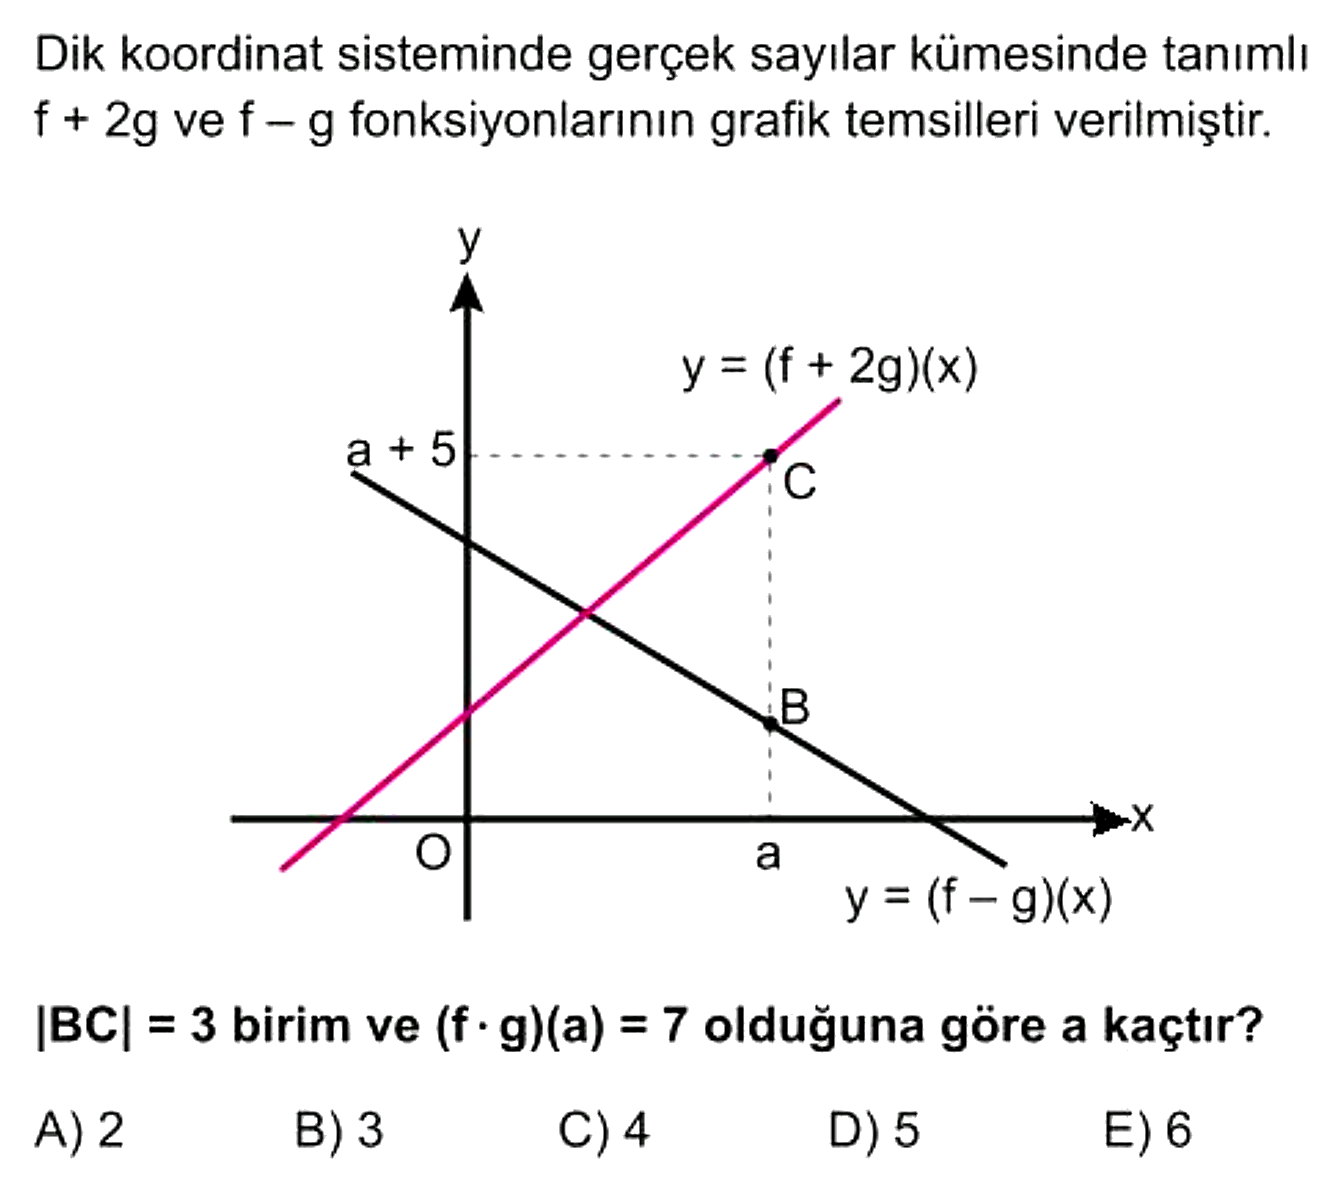 Dik koordinat sisteminde gerçek sayılar kümesinde tanımlı
f + 2g ve f – g fonksiyonlarının grafik temsilleri verilmiştir.
y
y = (f + 2g)(x)
a + 5
C
B
x
O
a
y = (f – g)(x)
|BC| = 3 birim ve (f · g)(a) = 7 olduğuna göre a kaçtır?
A) 2 B) 3 C) 4 D) 5 E) 6